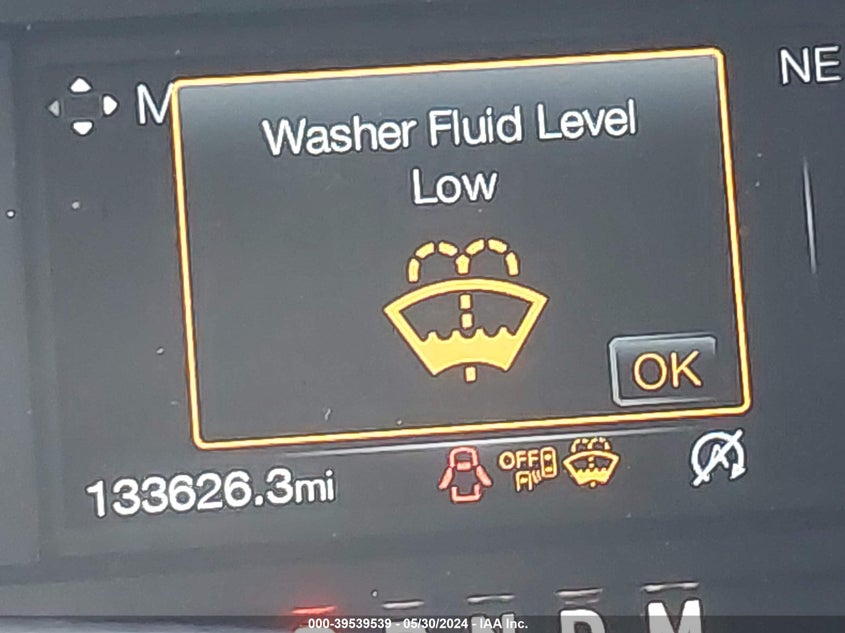 M
NE
Washer Fluid Level
Low
OK
133626.3mi
OFF
D M
000-39539539 - 05/30/2024 - IAA Inc.